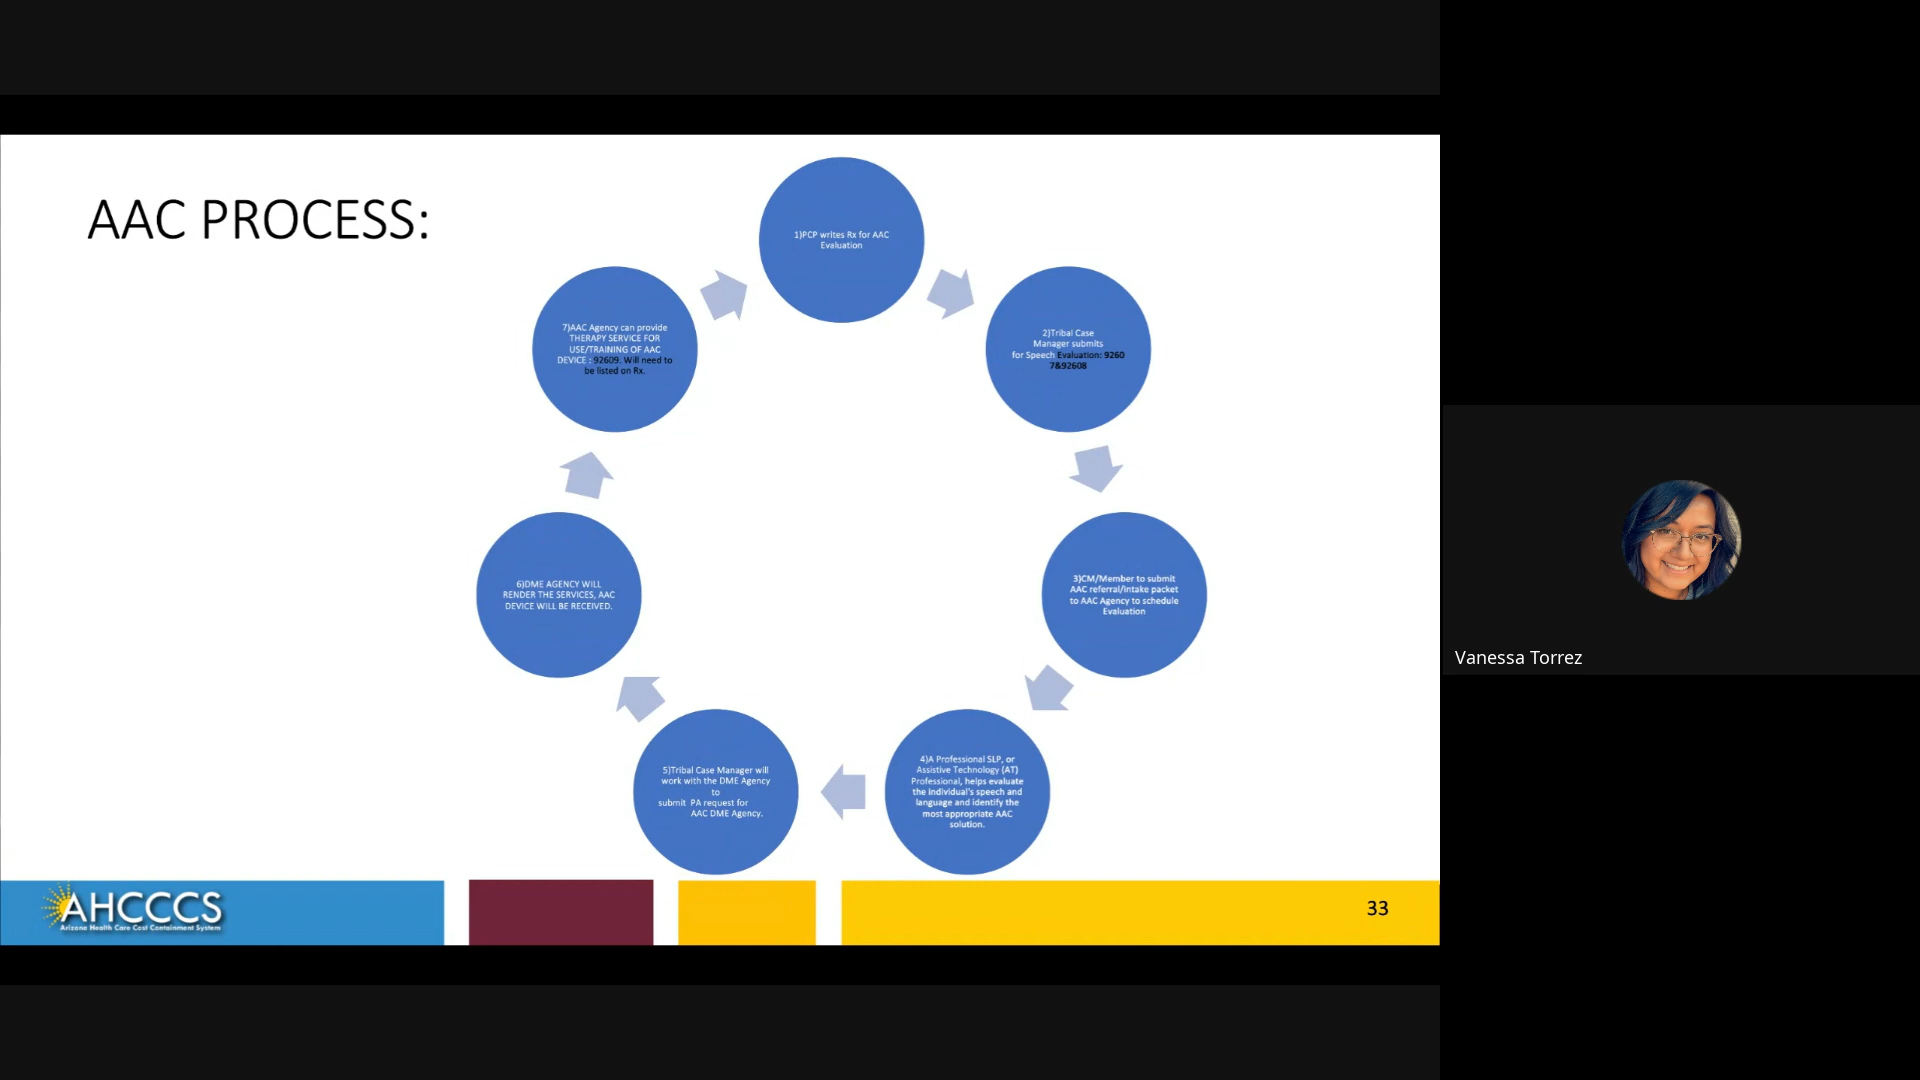 AAC PROCESS:
1)PCP writes Rx for AAC
Evaluation
2)Tribal Case
Manager submits
for Speech Evaluation: 9260
7&92608
3)CM/Member to submit
AAC referral/intake packet
to AAC Agency to schedule
Evaluation
4)A Professional SLP, or
Assistive Technology (AT)
Professional, helps evaluate
the individual's speech and
language and identify the
most appropriate AAC
solution.
5)Tribal Case Manager will
work with the DME Agency
to
submit PA request for
AAC DME Agency.
6)DME AGENCY WILL
RENDER THE SERVICES, AAC
DEVICE WILL BE RECEIVED.
7)AAC Agency can provide
THERAPY SERVICE FOR
USE/TRAINING OF AAC
DEVICE : 92609. Will need to
be listed on Rx.
AHCCCS
Arizona Health Care Cost Containment System
33
Vanessa Torrez